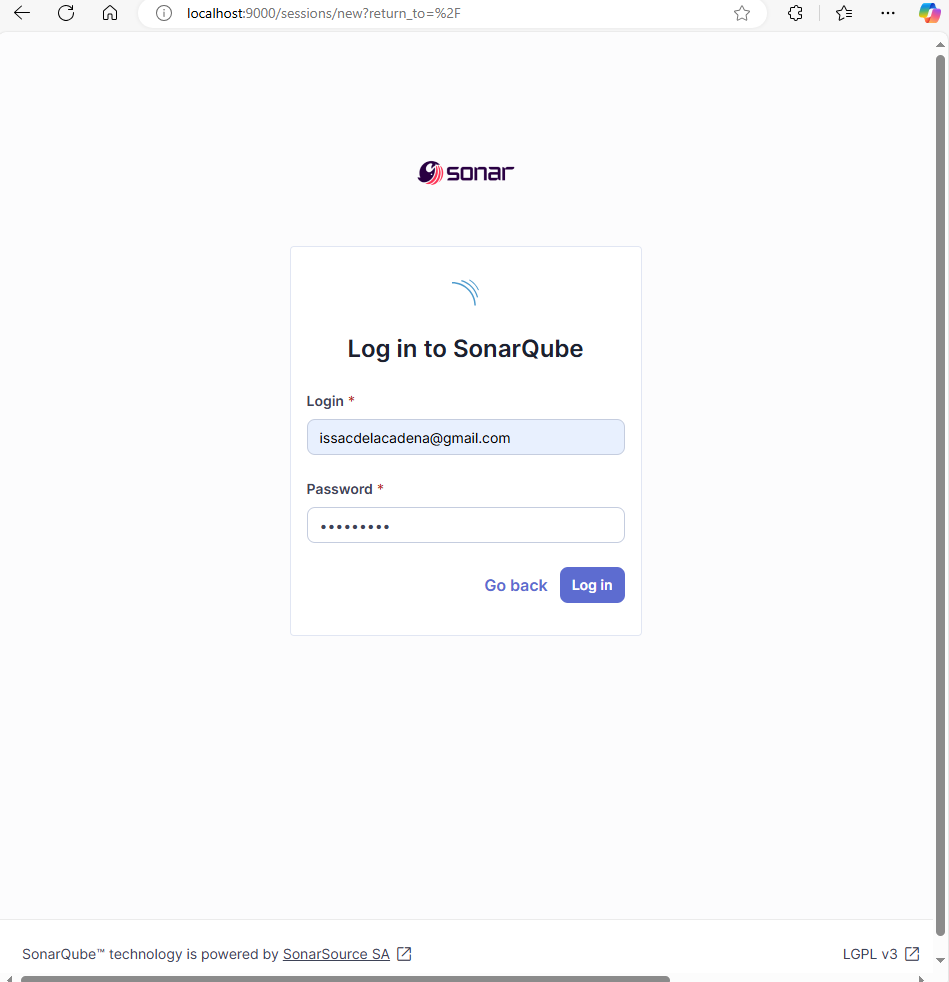 localhost:9000/sessions/new?return_to=%2F
sonar
Log in to SonarQube
Login *
issacdelacadena@gmail.com
Password *
•••••••••
Go back
Log in
SonarQube™ technology is powered by SonarSource SA
LGPL v3